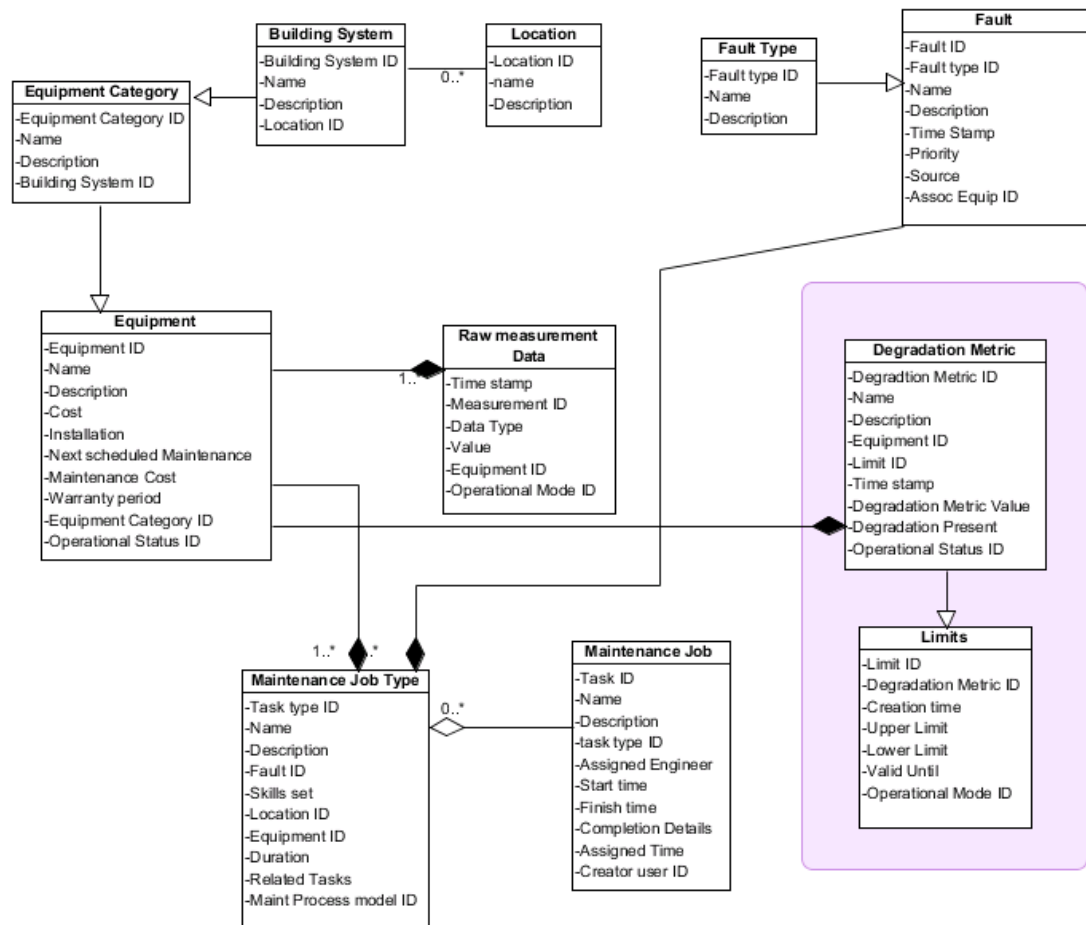 Building System
-Building System ID
-Name
-Description
-Location ID
0..*
Location
-Location ID
-name
-Description
Fault Type
-Fault type ID
-Name
-Description
Fault
-Fault ID
-Fault type ID
-Name
-Description
-Time Stamp
-Priority
-Source
-Assoc Equip ID
Equipment Category
-Equipment Category ID
-Name
-Description
-Building System ID
Equipment
-Equipment ID
-Name
-Description
-Cost
-Installation
-Next scheduled Maintenance
-Maintenance Cost
-Warranty period
-Equipment Category ID
-Operational Status ID
1..*
Raw measurement
Data
-Time stamp
-Measurement ID
-Data Type
-Value
-Equipment ID
-Operational Mode ID
Degradation Metric
-Degradtion Metric ID
-Name
-Description
-Equipment ID
-Limit ID
-Time stamp
-Degradation Metric Value
-Degradation Present
-Operational Status ID
Limits
-Limit ID
-Degradation Metric ID
-Creation time
-Upper Limit
-Lower Limit
-Valid Until
-Operational Mode ID
1..*
.*
Maintenance Job Type
-Task type ID
-Name
-Description
-Fault ID
-Skills set
-Location ID
-Equipment ID
-Duration
-Related Tasks
-Maint Process model ID
0..*
Maintenance Job
-Task ID
-Name
-Description
-task type ID
-Assigned Engineer
-Start time
-Finish time
-Completion Details
-Assigned Time
-Creator user ID